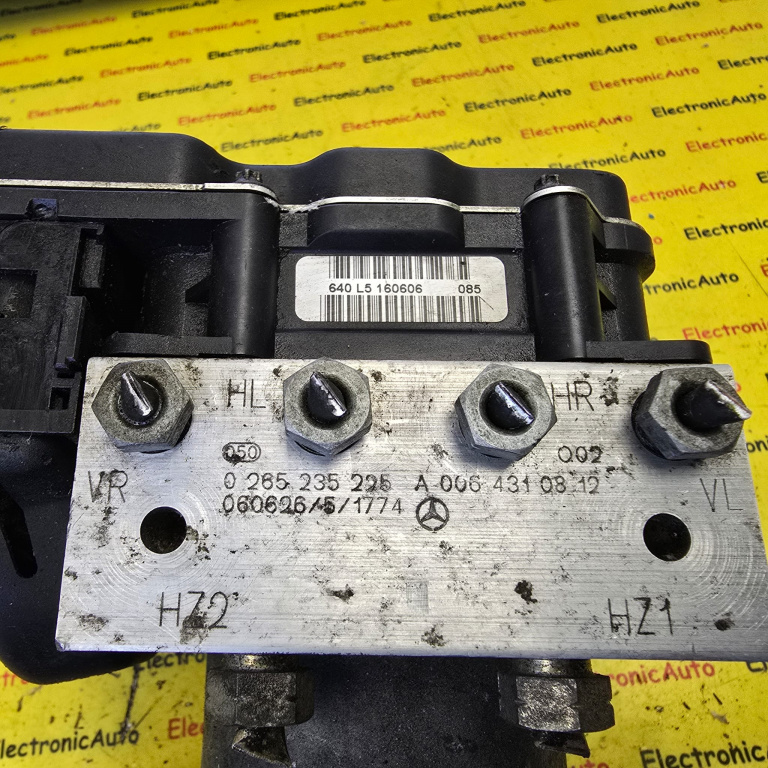 ElectronicAuto
640 L5 160606 085
HL HR
050 002
VR 0 265 235 225 A 006 431 08 12 VL
060626/5/1774
HZ2 HZ1